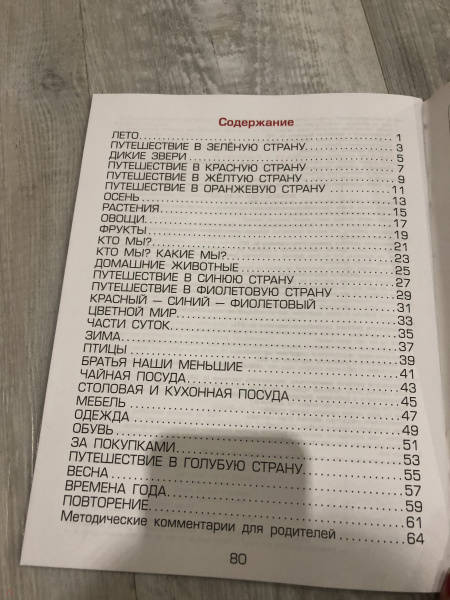 Содержание
ЛЕТО 1
ПУТЕШЕСТВИЕ В ЗЕЛЁНУЮ СТРАНУ 3
ДИКИЕ ЗВЕРИ 5
ПУТЕШЕСТВИЕ В КРАСНУЮ СТРАНУ 7
ПУТЕШЕСТВИЕ В ЖЁЛТУЮ СТРАНУ 9
ПУТЕШЕСТВИЕ В ОРАНЖЕВУЮ СТРАНУ 11
ОСЕНЬ 13
РАСТЕНИЯ 15
ОВОЩИ 17
ФРУКТЫ 19
КТО МЫ? 21
КТО МЫ? КАКИЕ МЫ? 23
ДОМАШНИЕ ЖИВОТНЫЕ 25
ПУТЕШЕСТВИЕ В СИНЮЮ СТРАНУ 27
ПУТЕШЕСТВИЕ В ФИОЛЕТОВУЮ СТРАНУ 29
КРАСНЫЙ — СИНИЙ — ФИОЛЕТОВЫЙ 31
ЦВЕТНОЙ МИР 33
ЧАСТИ СУТОК 35
ЗИМА 37
ПТИЦЫ 39
БРАТЬЯ НАШИ МЕНЬШИЕ 41
ЧАЙНАЯ ПОСУДА 43
СТОЛОВАЯ И КУХОННАЯ ПОСУДА 45
МЕБЕЛЬ 47
ОДЕЖДА 49
ОБУВЬ 51
ЗА ПОКУПКАМИ 53
ПУТЕШЕСТВИЕ В ГОЛУБУЮ СТРАНУ 55
ВЕСНА 57
ВРЕМЕНА ГОДА 59
ПОВТОРЕНИЕ 61
Методические комментарии для родителей 64
80